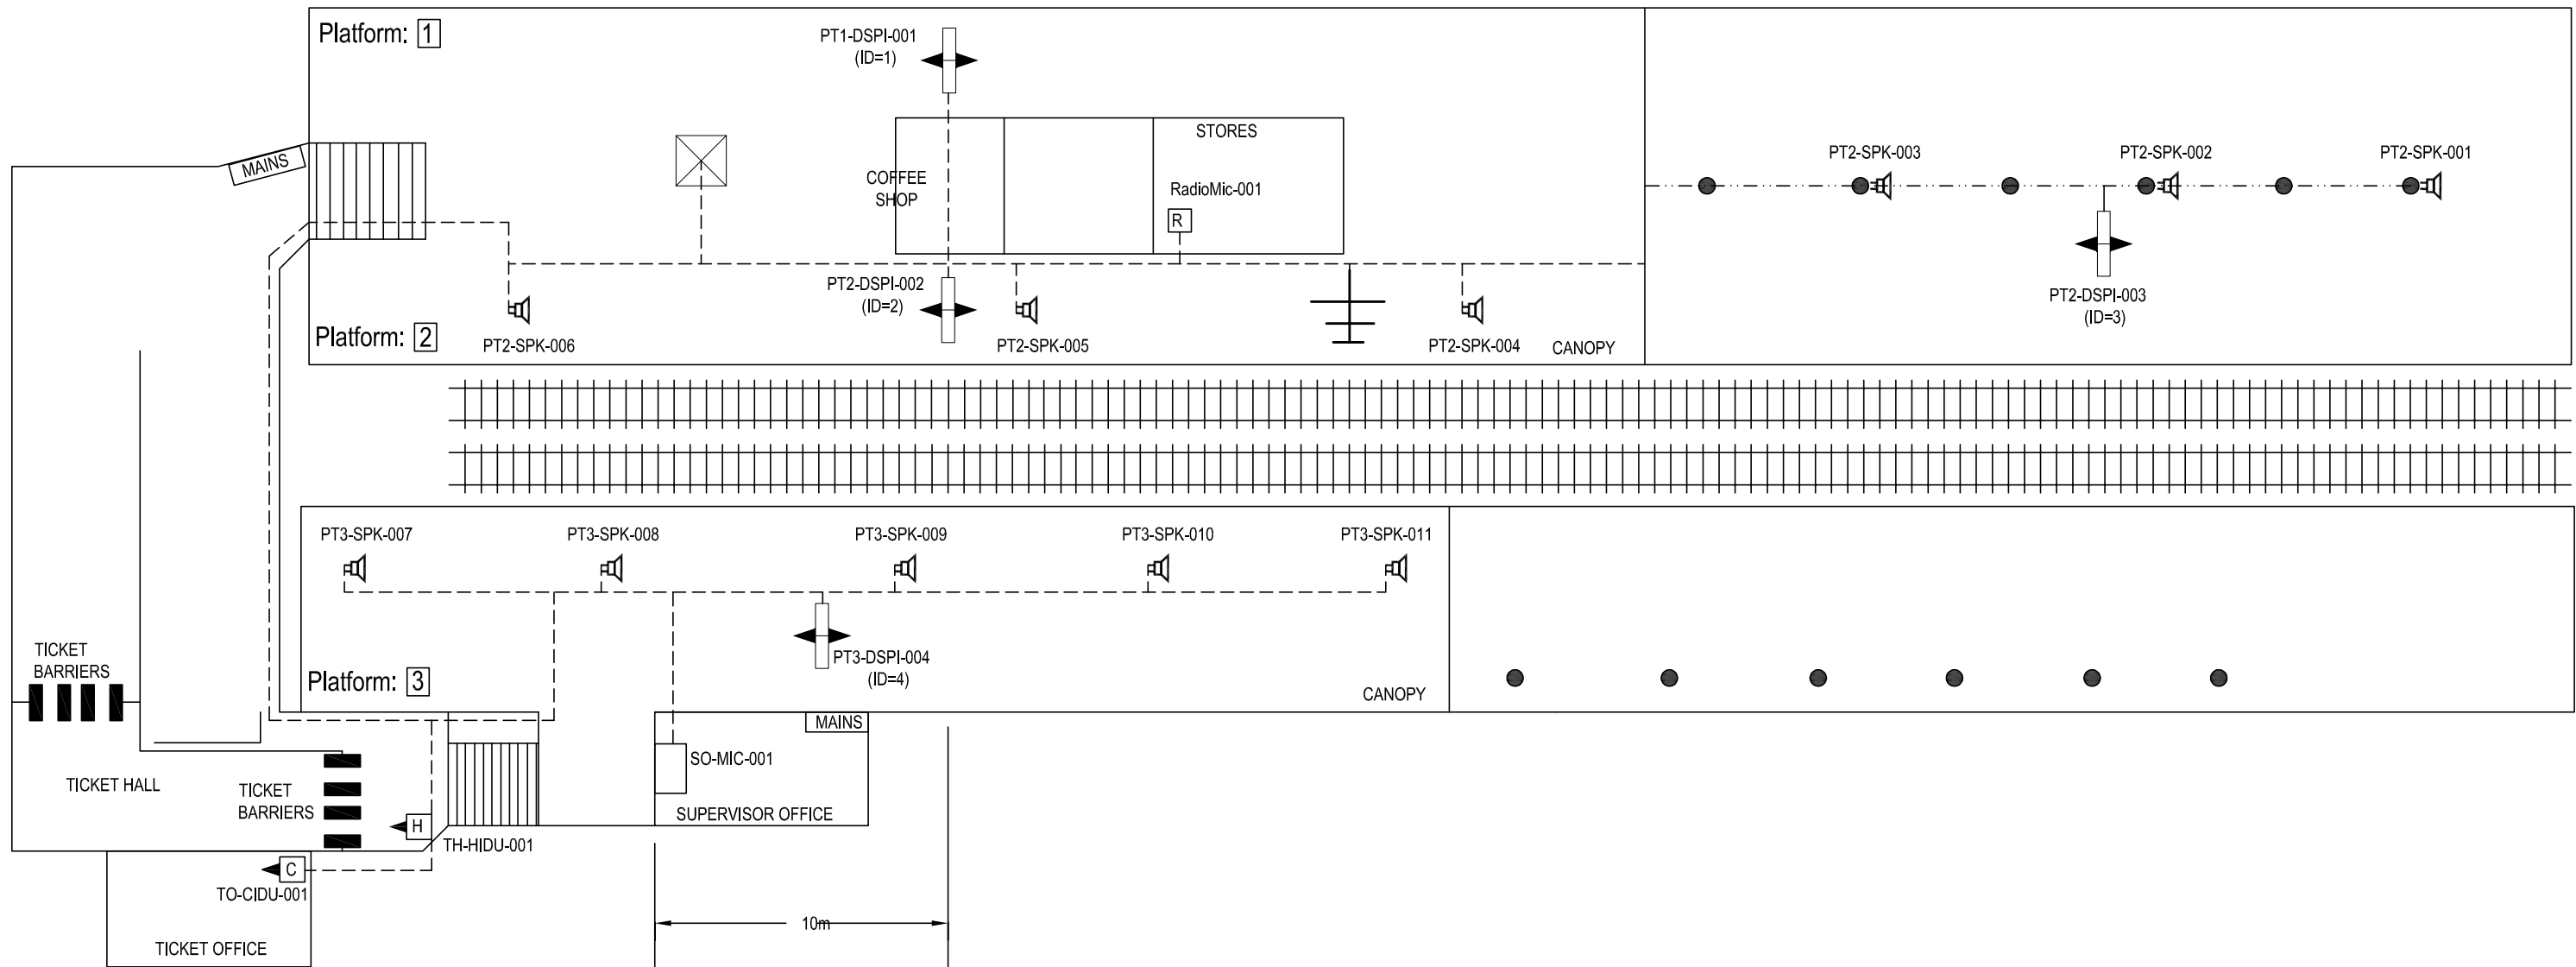 Platform: 1
PT1-DSPI-001
(ID=1)
MAINS
STORES
COFFEE
SHOP
RadioMic-001
R
PT2-SPK-003
PT2-SPK-002
PT2-SPK-001
PT2-DSPI-002
(ID=2)
PT2-DSPI-003
(ID=3)
Platform: 2
PT2-SPK-006
PT2-SPK-005
PT2-SPK-004
CANOPY
PT3-SPK-007
PT3-SPK-008
PT3-SPK-009
PT3-SPK-010
PT3-SPK-011
TICKET
BARRIERS
PT3-DSPI-004
(ID=4)
Platform: 3
CANOPY
MAINS
SO-MIC-001
TICKET HALL
TICKET
BARRIERS
SUPERVISOR OFFICE
H
TH-HIDU-001
C
TO-CIDU-001
10m
TICKET OFFICE